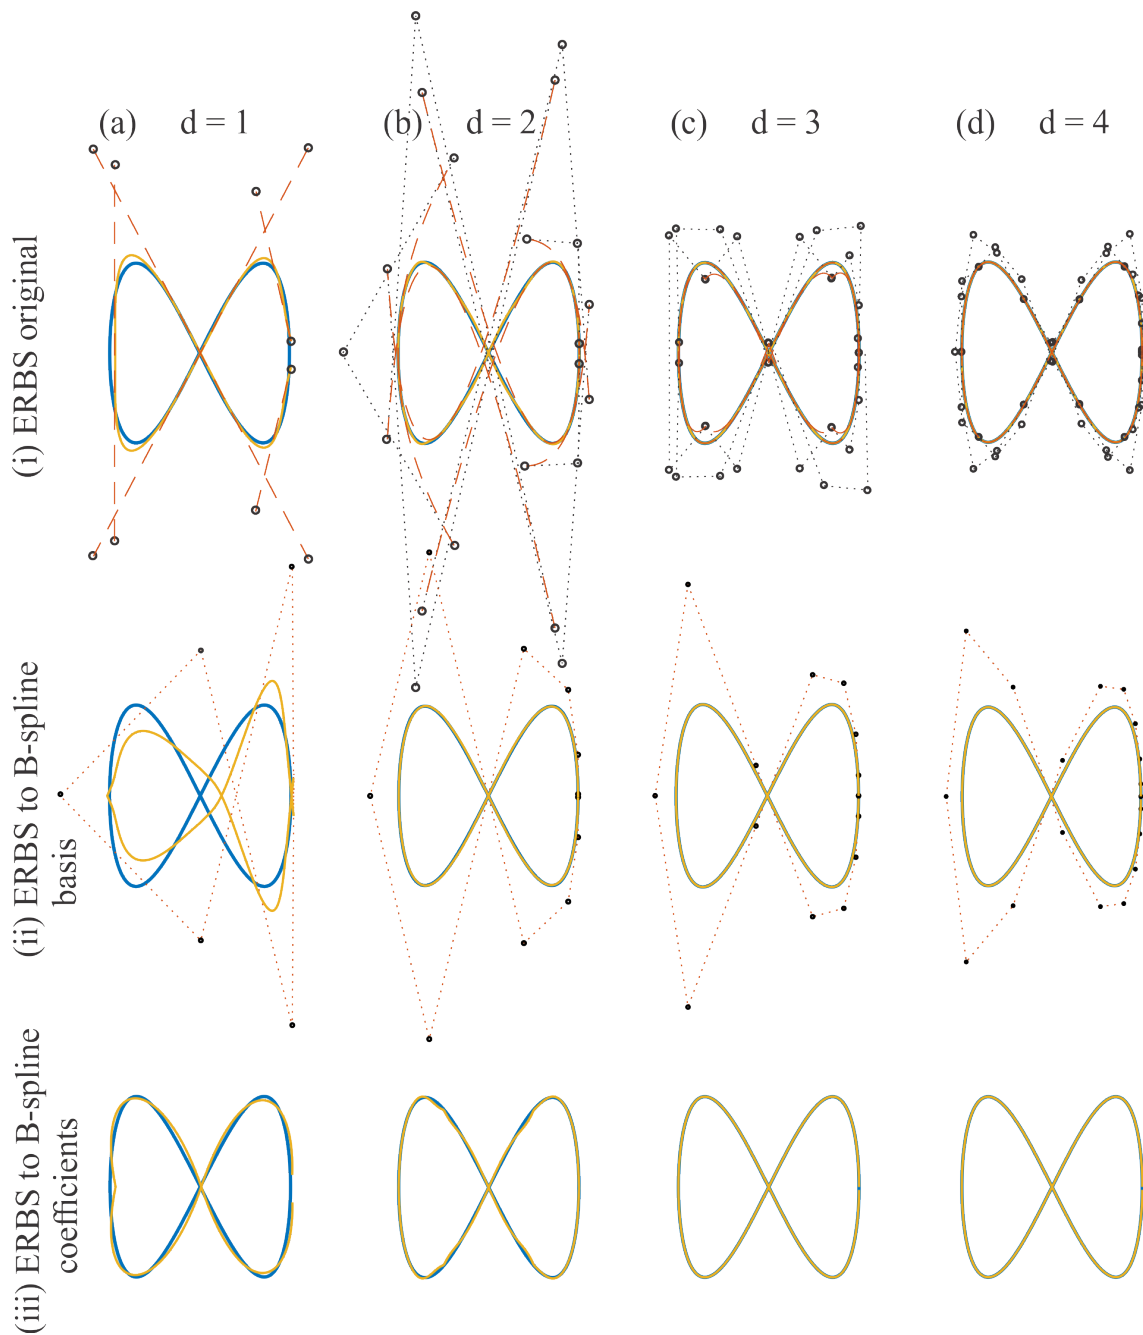 (a) d = 1
(b) d = 2
(c) d = 3
(d) d = 4
(i) ERBS original
(ii) ERBS to B-spline
basis
(iii) ERBS to B-spline
coefficients